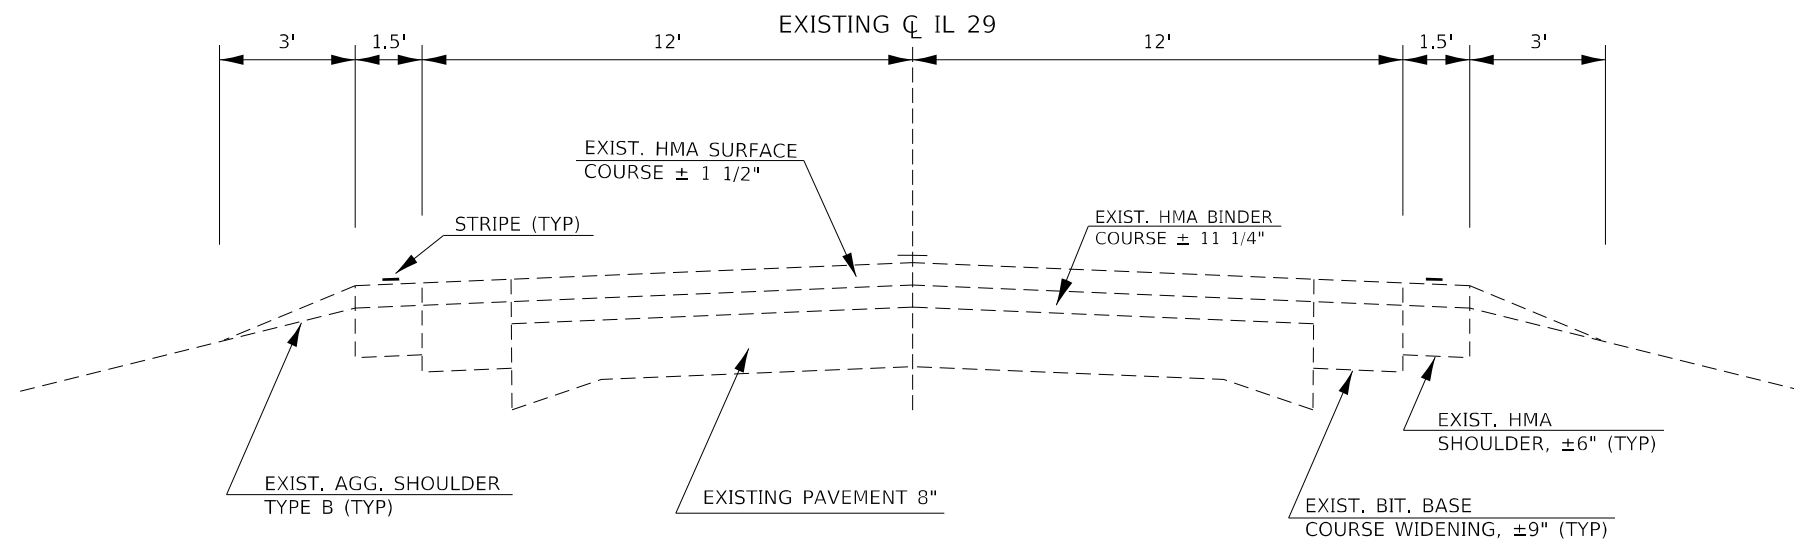 EXISTING ℄ IL 29
3' 1.5' 12' 12' 1.5' 3'
EXIST. HMA SURFACE
COURSE ± 1 1/2"
STRIPE (TYP)
EXIST. HMA BINDER
COURSE ± 11 1/4"
EXIST. HMA
SHOULDER, ±6" (TYP)
EXIST. AGG. SHOULDER
TYPE B (TYP)
EXISTING PAVEMENT 8"
EXIST. BIT. BASE
COURSE WIDENING, ±9" (TYP)